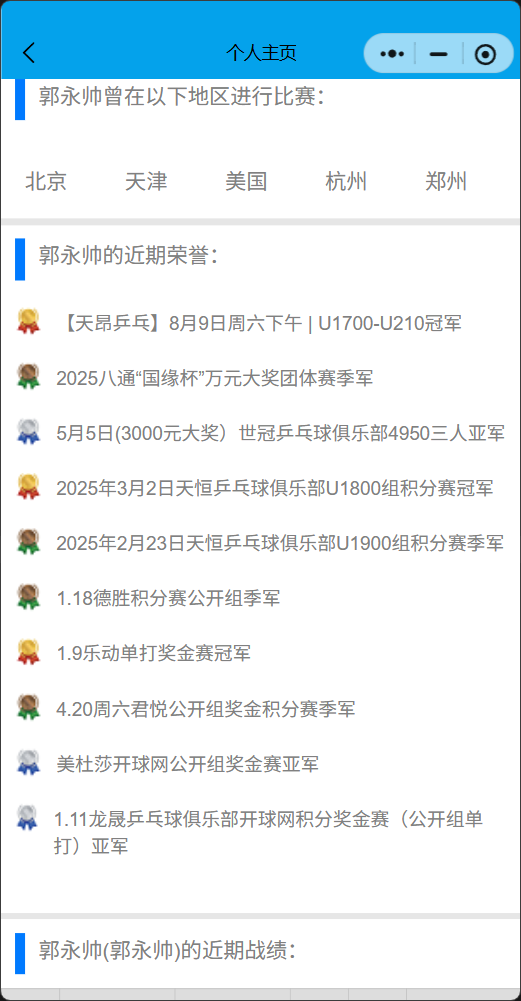 个人主页
郭永帅曾在以下地区进行比赛：
北京 天津 美国 杭州 郑州
郭永帅的近期荣誉：
【天昂乒乓】8月9日周六下午 | U1700-U210冠军
2025八通“国缘杯”万元大奖团体赛季军
5月5日(3000元大奖）世冠乒乓球俱乐部4950三人亚军
2025年3月2日天恒乒乓球俱乐部U1800组积分赛冠军
2025年2月23日天恒乒乓球俱乐部U1900组积分赛季军
1.18德胜积分赛公开组季军
1.9乐动单打奖金赛冠军
4.20周六君悦公开组奖金积分赛季军
美杜莎开球网公开组奖金赛亚军
1.11龙晟乒乓球俱乐部开球网积分奖金赛（公开组单
打）亚军
郭永帅(郭永帅)的近期战绩：